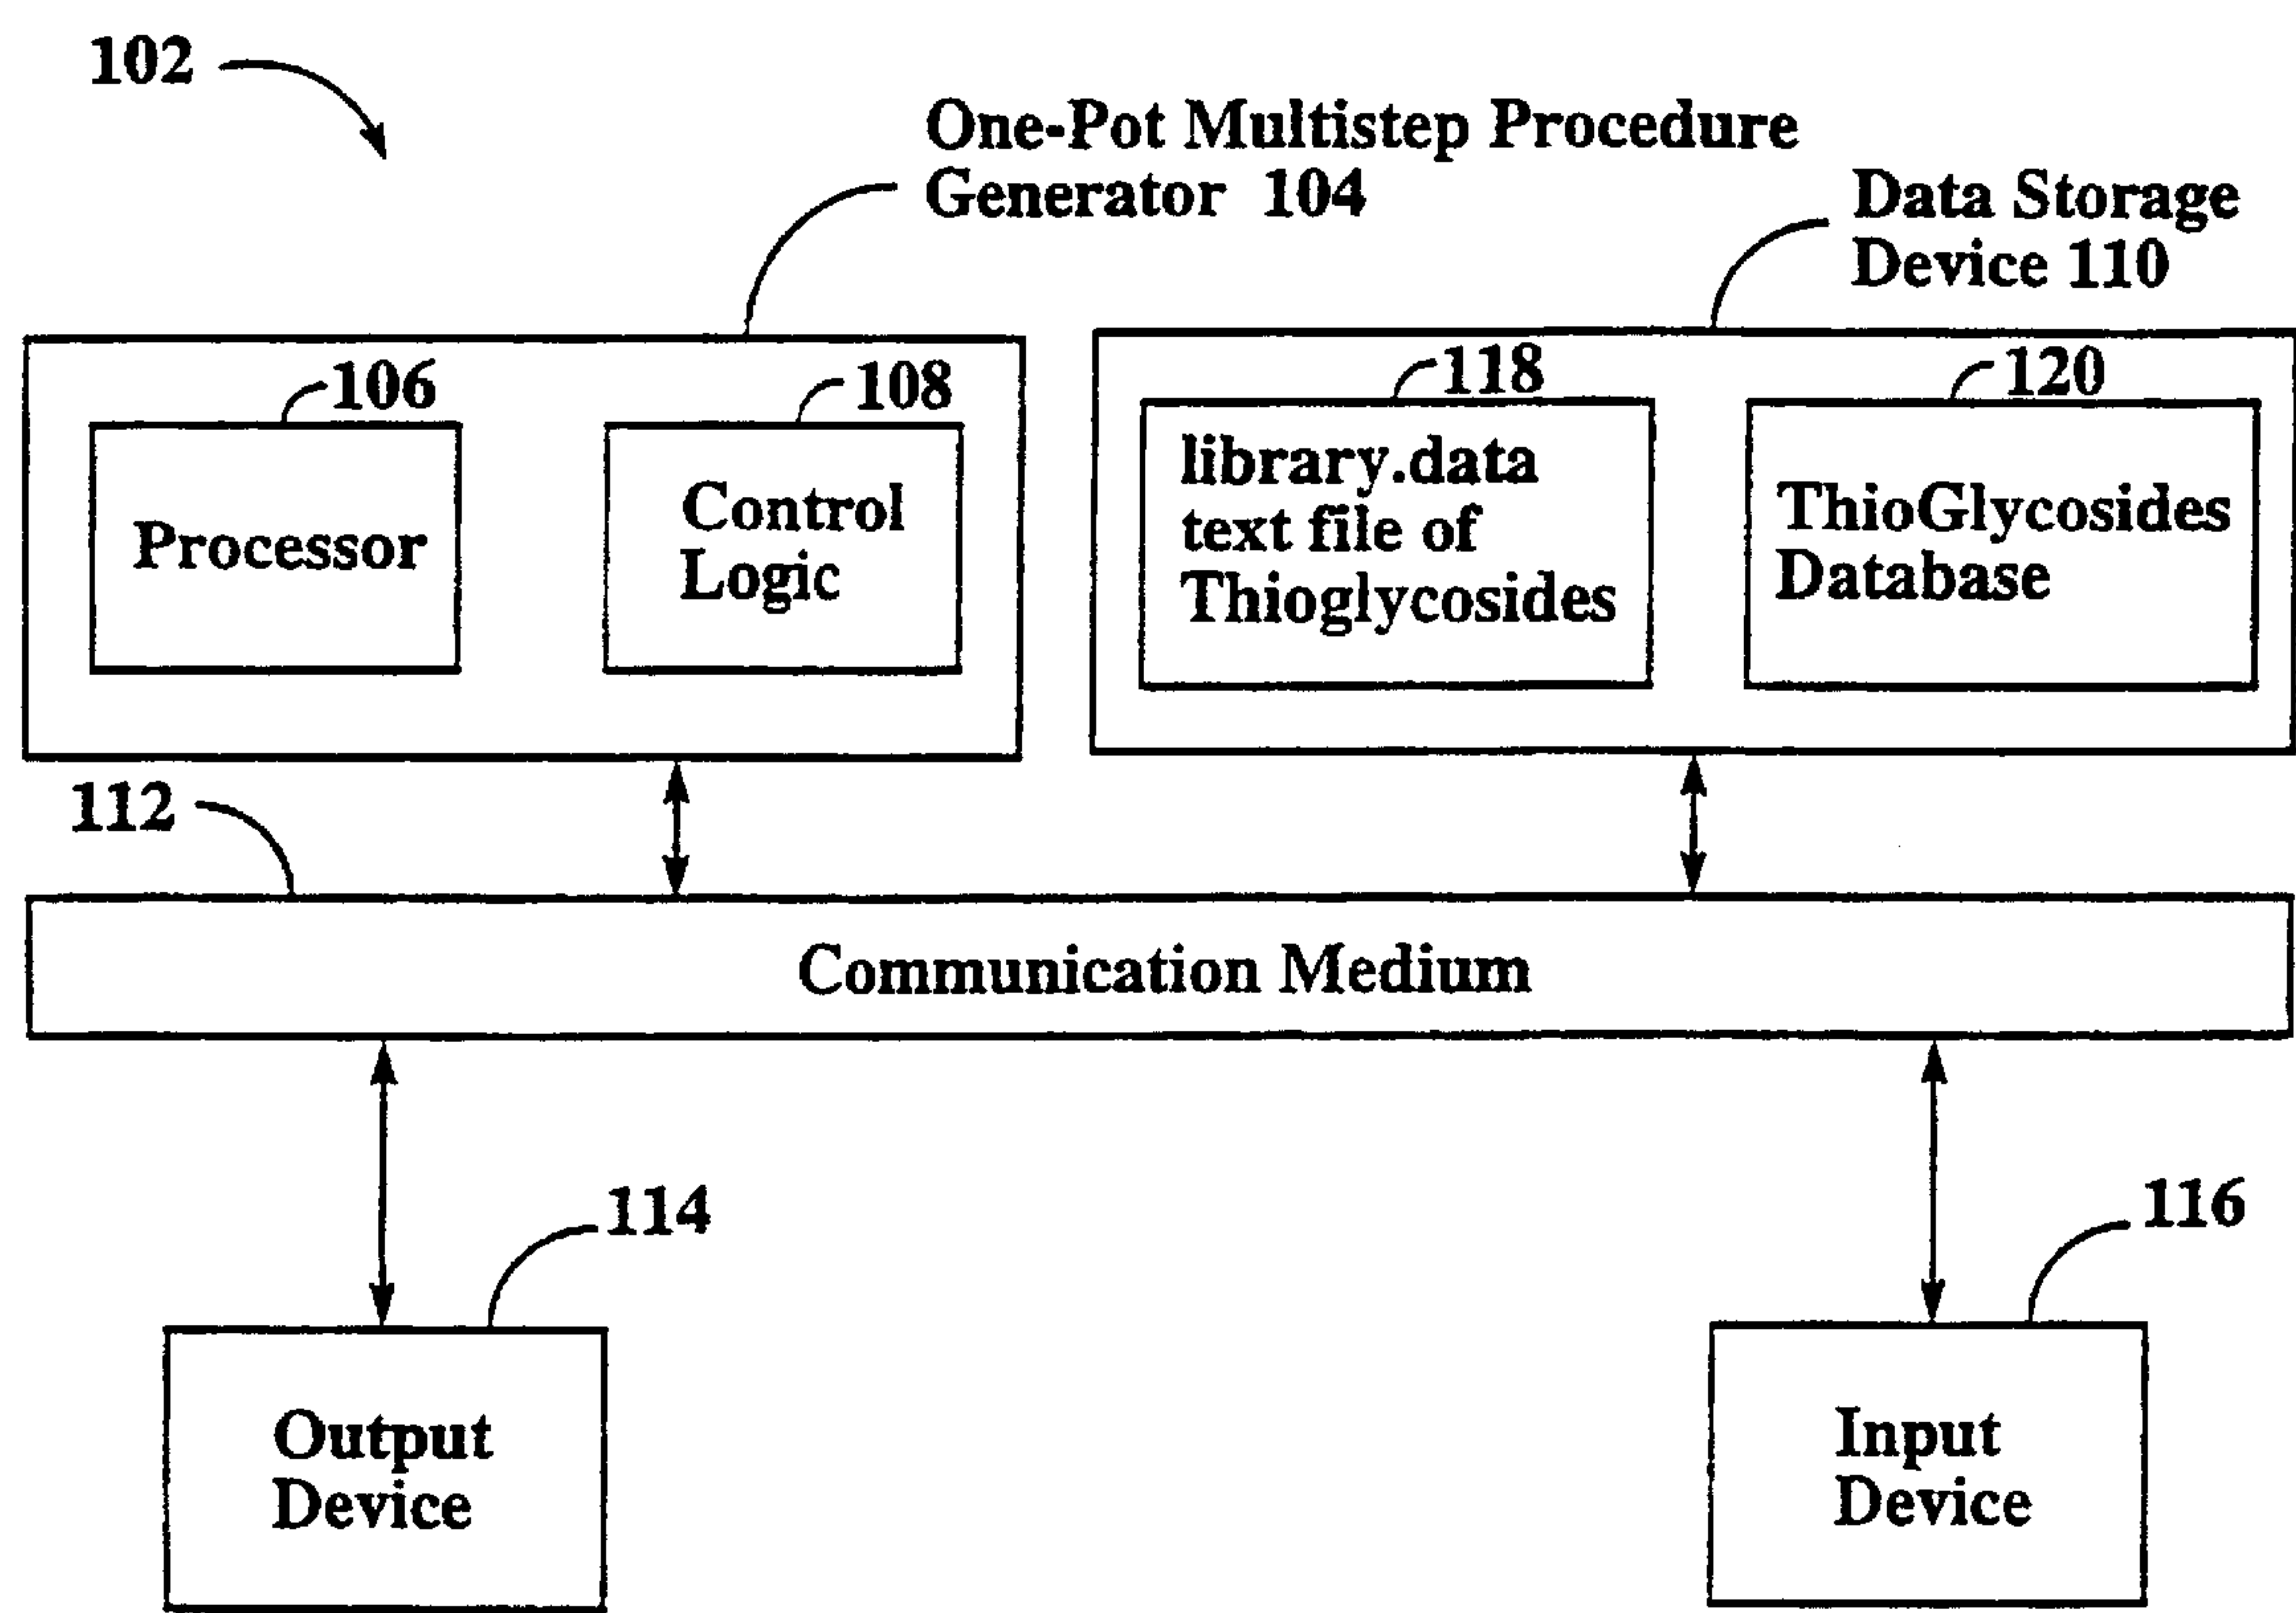 102
One-Pot Multistep Procedure
Generator 104
Data Storage
Device 110
106
108
118
120
Processor
Control
Logic
library.data
text file of
Thioglycosides
ThioGlycosides
Database
112
Communication Medium
114
116
Output
Device
Input
Device